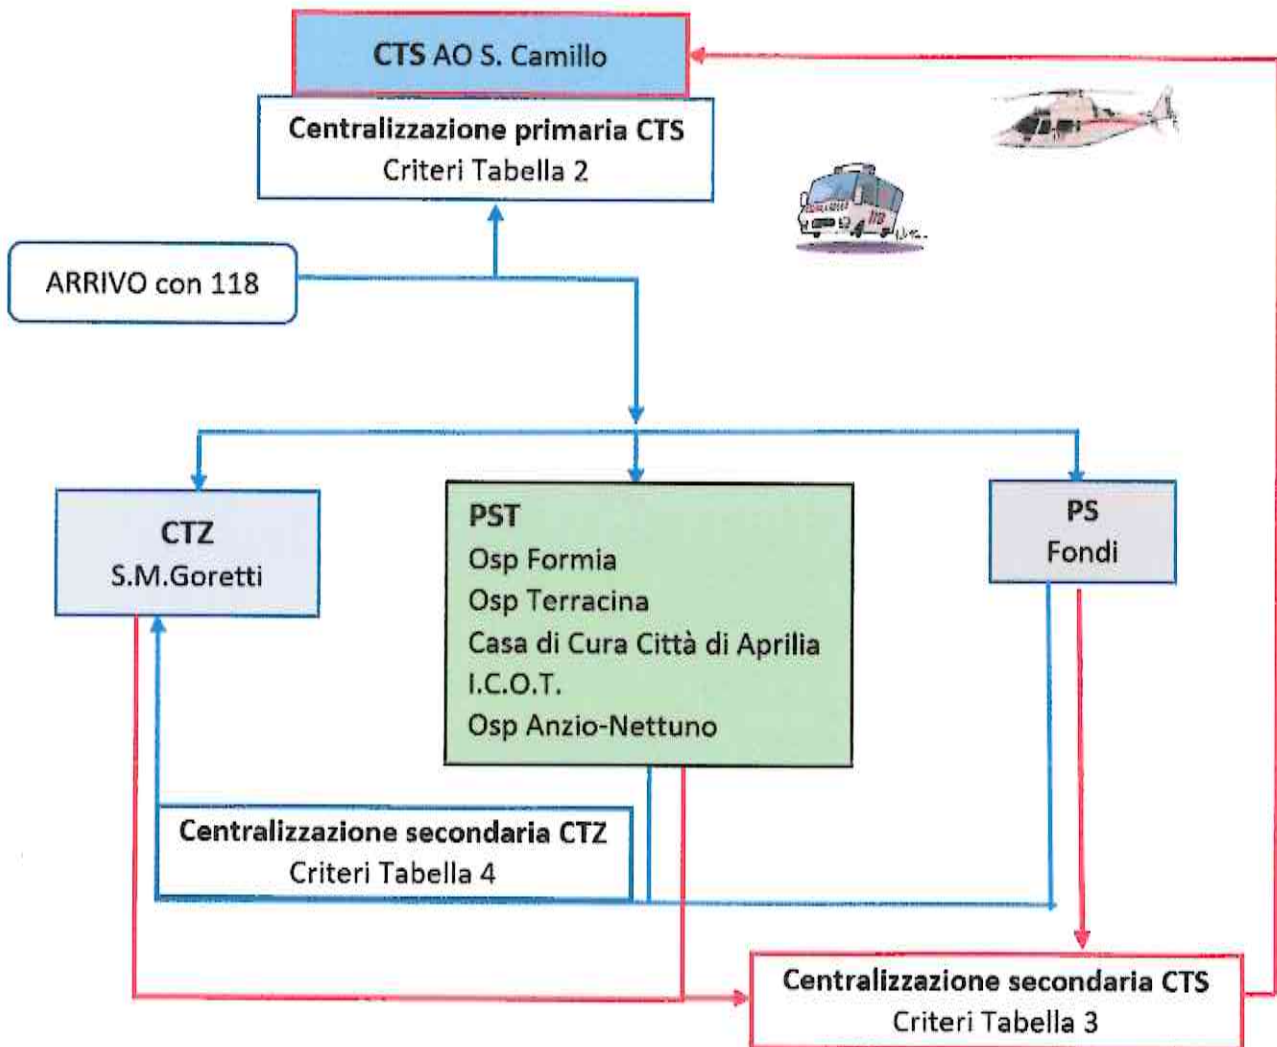 CTS AO S. Camillo
Centralizzazione primaria CTS
Criteri Tabella 2
118
ARRIVO con 118
CTZ
S.M.Goretti
PST
Osp Formia
Osp Terracina
Casa di Cura Città di Aprilia
I.C.O.T.
Osp Anzio-Nettuno
PS
Fondi
Centralizzazione secondaria CTZ
Criteri Tabella 4
Centralizzazione secondaria CTS
Criteri Tabella 3